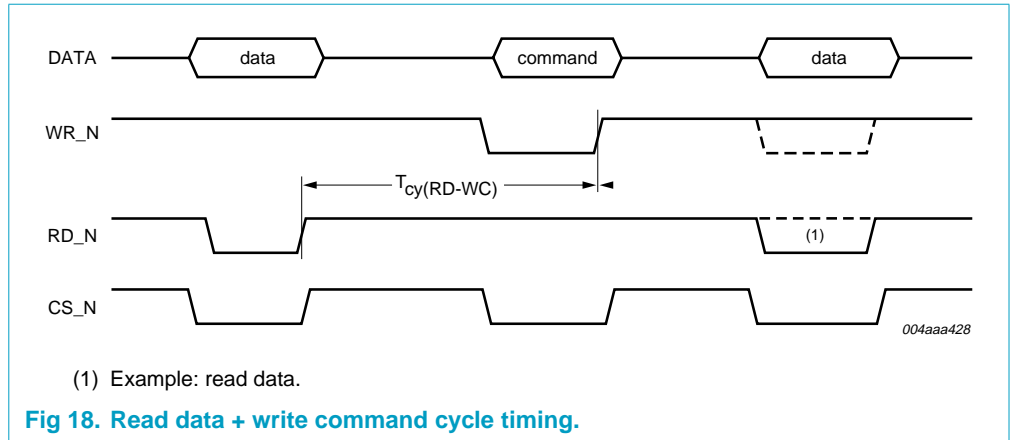 DATA
data
command
data
WR_N
Tcy(RD-WC)
RD_N
(1)
CS_N
004aaa428
(1) Example: read data.
Fig 18. Read data + write command cycle timing.